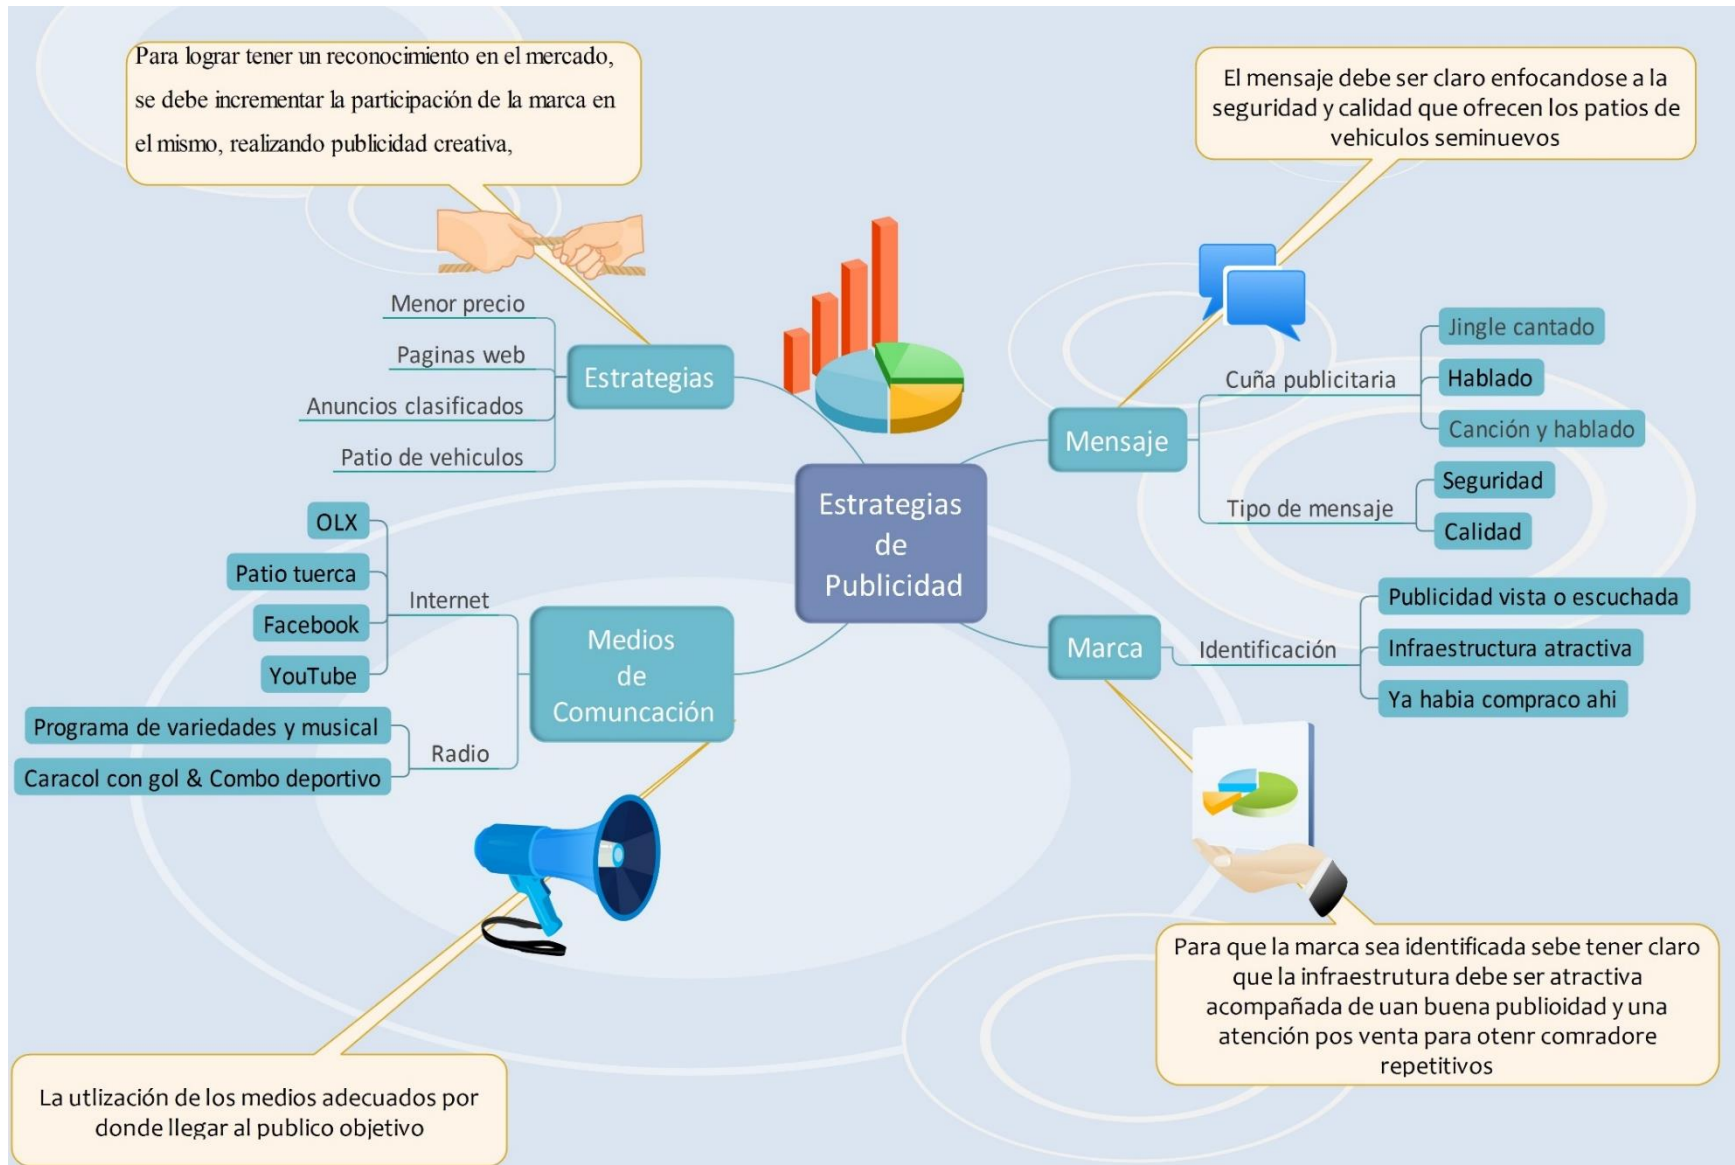 Para lograr tener un reconocimiento en el mercado,
se debe incrementar la participación de la marca en
el mismo, realizando publicidad creativa,
El mensaje debe ser claro enfocandose a la
seguridad y calidad que ofrecen los patios de
vehiculos seminuevos
Menor precio
Paginas web
Anuncios clasificados
Patio de vehiculos
Estrategias
Estrategias
de
Publicidad
Mensaje
Cuña publicitaria
Jingle cantado
Hablado
Canción y hablado
Tipo de mensaje
Seguridad
Calidad
OLX
Patio tuerca
Facebook
YouTube
Internet
Programa de variedades y musical
Caracol con gol & Combo deportivo
Radio
Medios
de
Comuncación
Marca
Identificación
Publicidad vista o escuchada
Infraestructura atractiva
Ya habia compraco ahi
Para que la marca sea identificada sebe tener claro
que la infraestrutura debe ser atractiva
acompañada de uan buena publioidad y una
atención pos venta para otenr comradore
repetitivos
La utlización de los medios adecuados por
donde llegar al publico objetivo